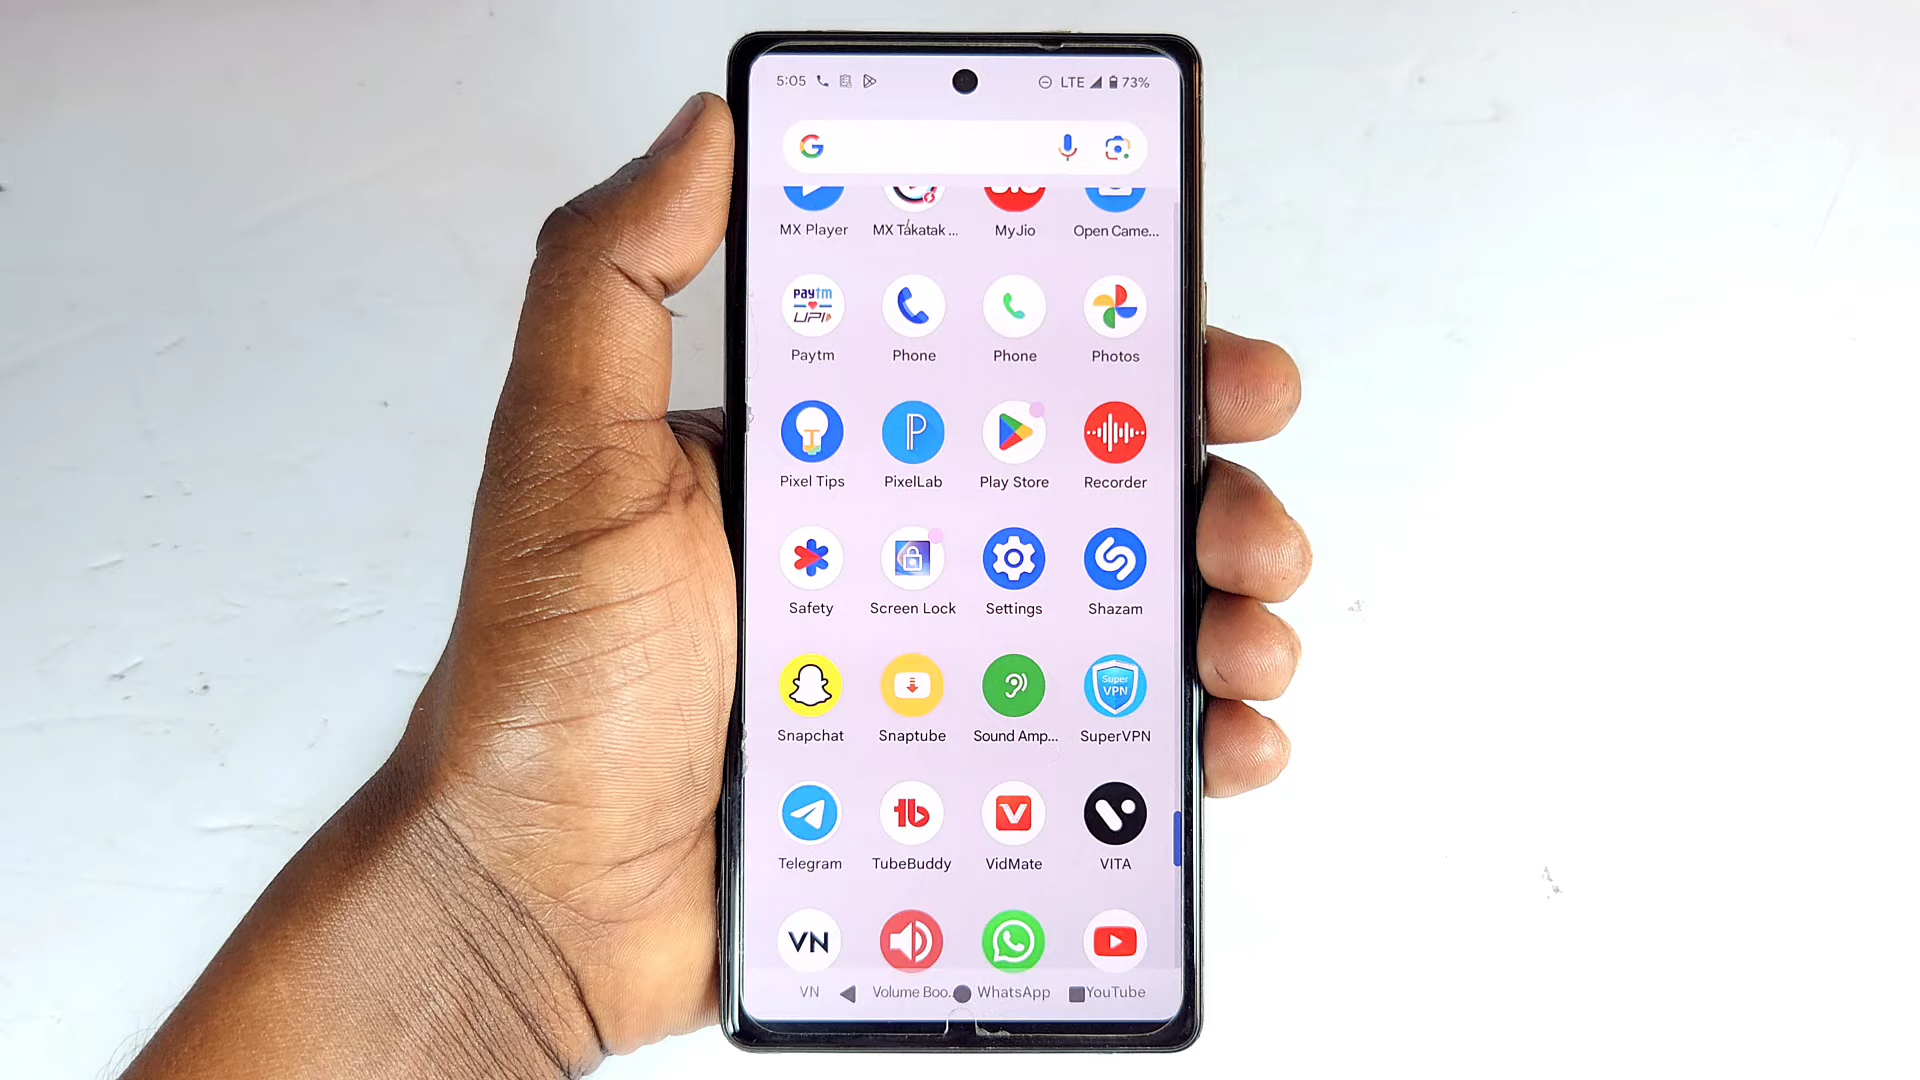 5:05 LTE 73%
MX Player MX Takatak ... MyJio Open Came...
Paytm UPI
Paytm Phone Phone Photos
Pixel Tips PixelLab Play Store Recorder
Safety Screen Lock Settings Shazam
Super
VPN
Snapchat Snaptube Sound Amp... SuperVPN
Telegram TubeBuddy VidMate VITA
VN
VN Volume Boo... WhatsApp YouTube